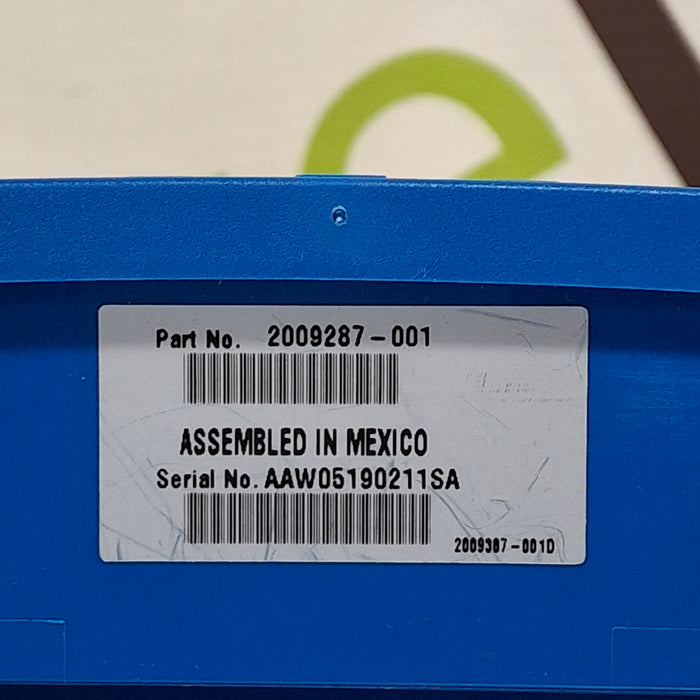 Part No. 2009287-001
ASSEMBLED IN MEXICO
Serial No. AAW05190211SA
2009387-001D